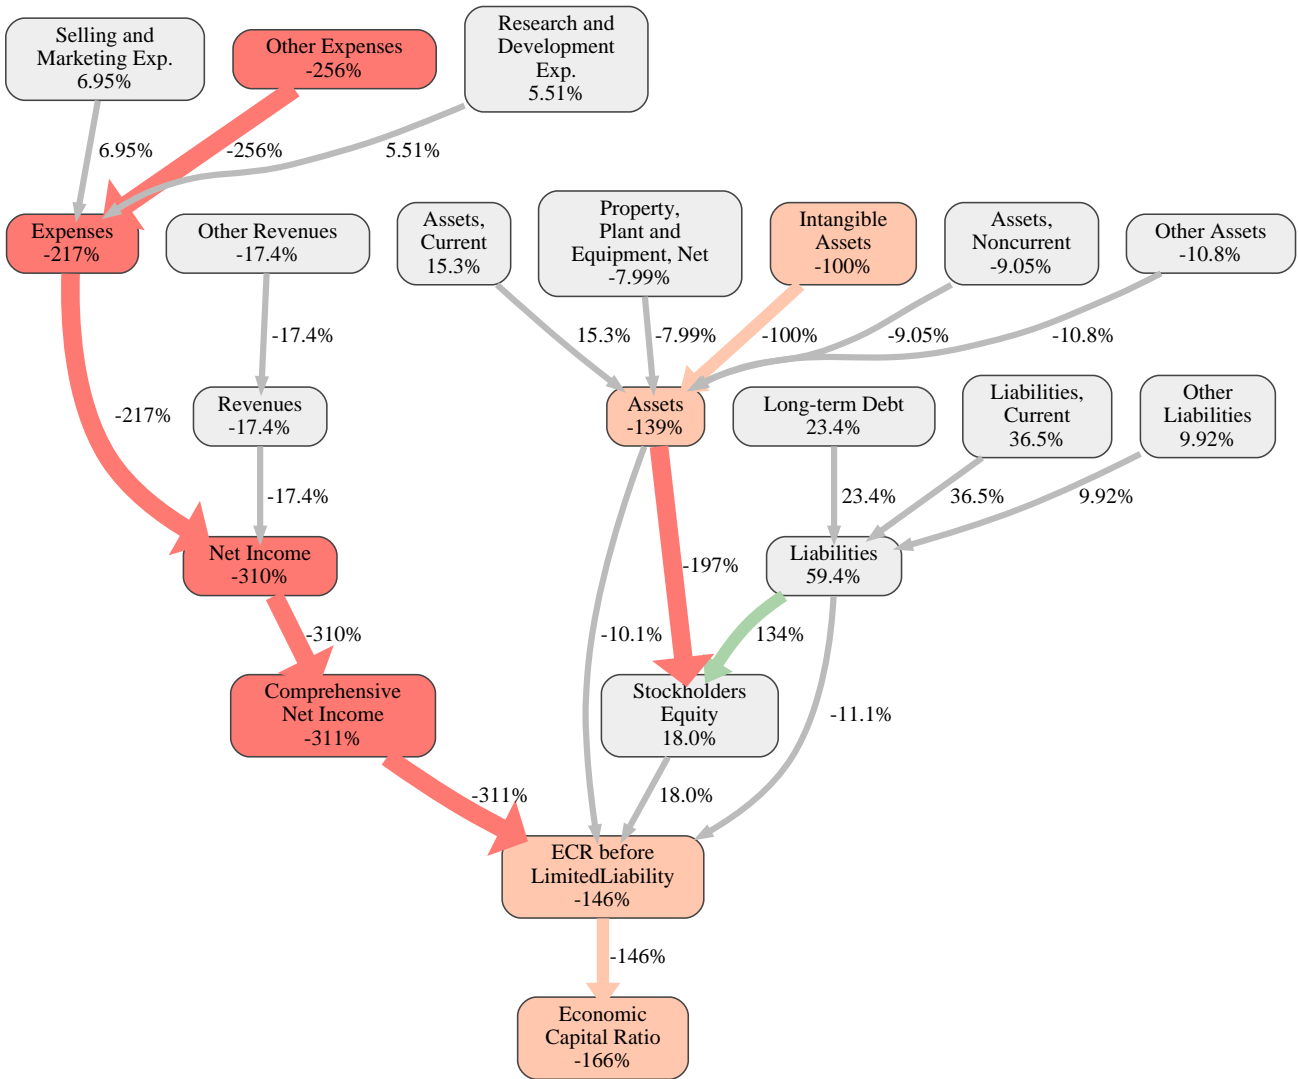 Selling and
Marketing Exp.
6.95%
Other Expenses
-256%
Research and
Development
Exp.
5.51%
6.95%
-256%
5.51%
Expenses
-217%
Other Revenues
-17.4%
Assets,
Current
15.3%
Property,
Plant and
Equipment, Net
-7.99%
Intangible
Assets
-100%
Assets,
Noncurrent
-9.05%
Other Assets
-10.8%
-17.4%
15.3%
-7.99%
-100%
-9.05%
-10.8%
-217%
Revenues
-17.4%
Assets
-139%
Long-term Debt
23.4%
Liabilities,
Current
36.5%
Other
Liabilities
9.92%
-17.4%
23.4%
36.5%
9.92%
Net Income
-310%
-197%
Liabilities
59.4%
-310%
-10.1%
134%
Comprehensive
Net Income
-311%
Stockholders
Equity
18.0%
-11.1%
-311%
18.0%
ECR before
LimitedLiability
-146%
-146%
Economic
Capital Ratio
-166%